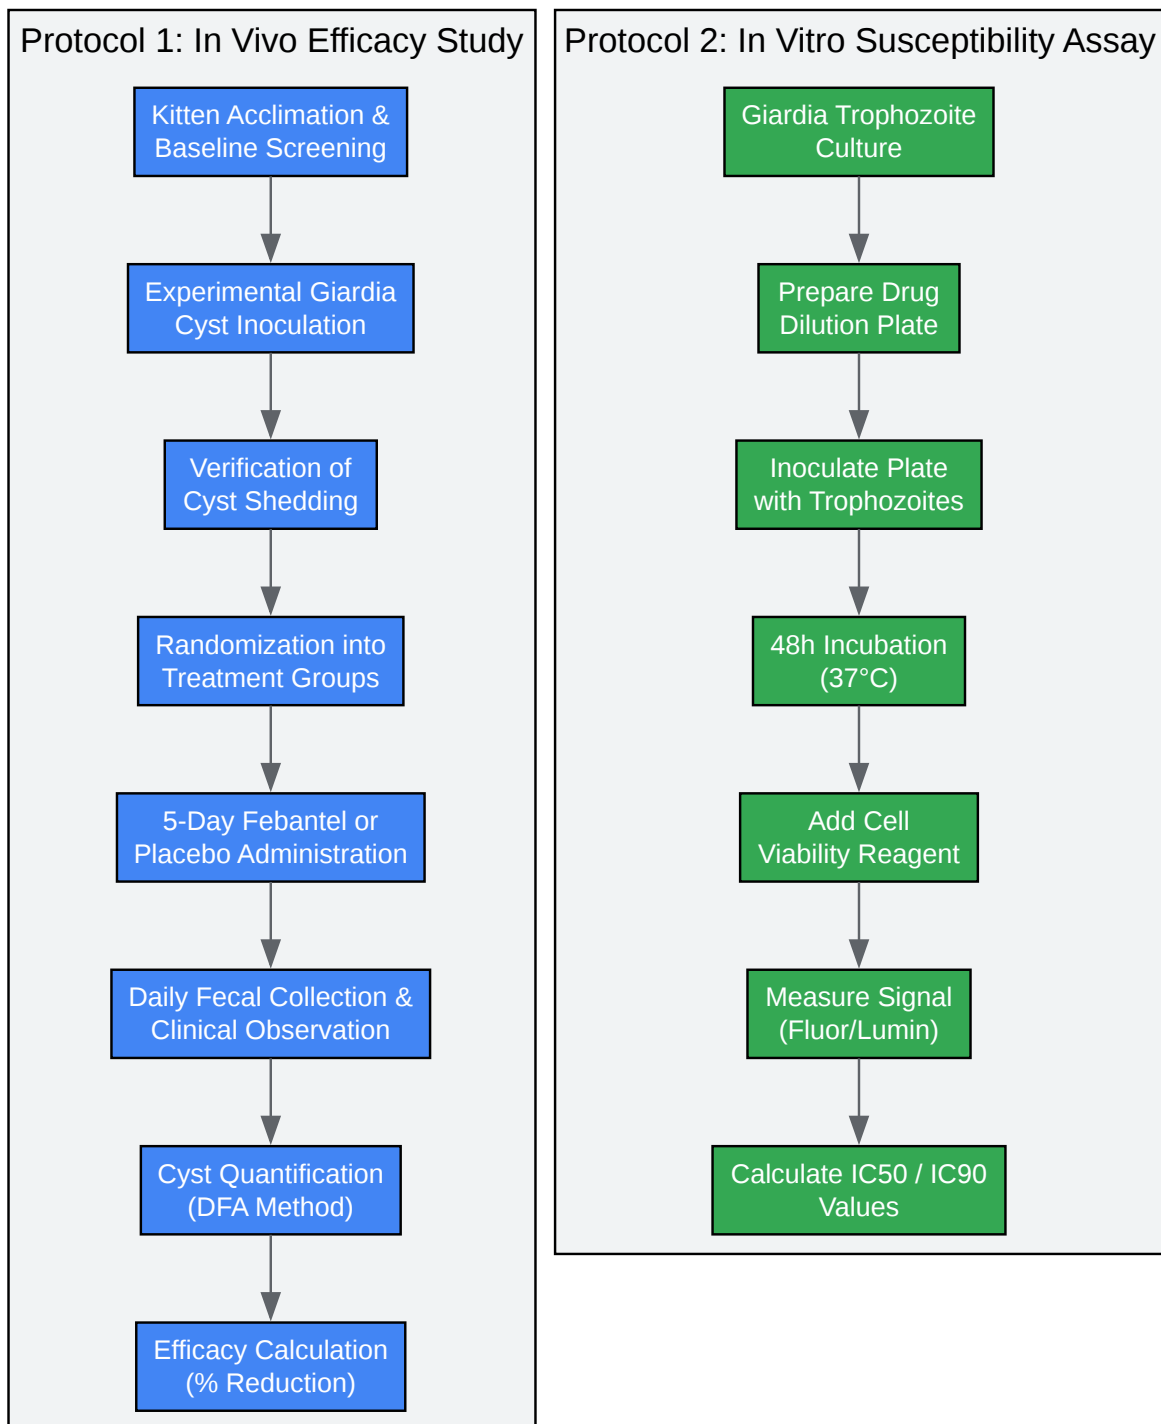 Protocol 1: In Vivo Efficacy Study
Kitten Acclimation &
Baseline Screening
Experimental Giardia
Cyst Inoculation
Verification of
Cyst Shedding
Randomization into
Treatment Groups
5-Day Febantel or
Placebo Administration
Daily Fecal Collection &
Clinical Observation
Cyst Quantification
(DFA Method)
Efficacy Calculation
(% Reduction)
Protocol 2: In Vitro Susceptibility Assay
Giardia Trophozoite
Culture
Prepare Drug
Dilution Plate
Inoculate Plate
with Trophozoites
48h Incubation
(37°C)
Add Cell
Viability Reagent
Measure Signal
(Fluor/Lumin)
Calculate IC50 / IC90
Values